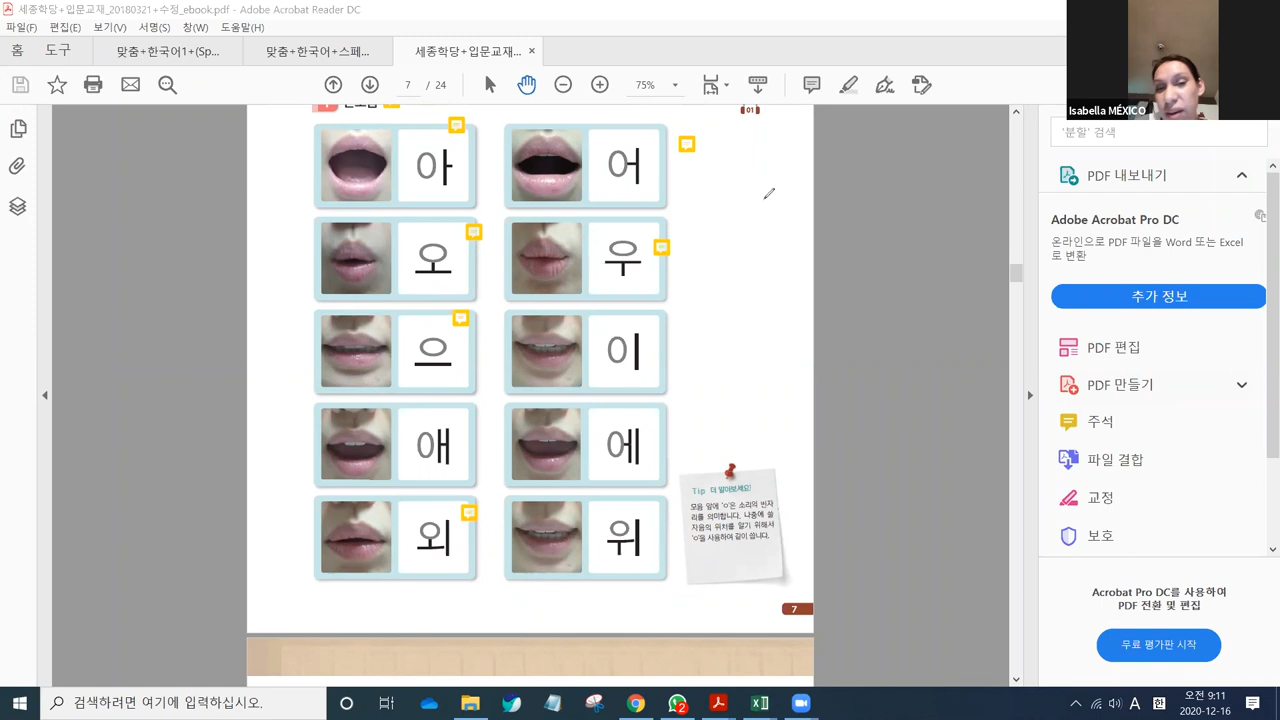 세종학당+입문교재_20180321+수정_ebook.pdf - Adobe Acrobat Reader DC
파일(F) 편집(E) 보기(V) 서명(S) 창(W) 도움말(H)
홈 도구 맞춤+한국어1+(Sp... 맞춤+한국어+스페... 세종학당+입문교재... ×
7 / 24 75%
Isabella MÉXICO
'분할' 검색
01
아 어
오 우
으 이
애 에
외 위
Tip 더 알아보세요!
모음 앞에 'ㅇ'은 소리의 빈자
리를 의미합니다. 나중에 쓸
자음의 위치를 알기 위해서
'ㅇ'을 사용하여 같이 씁니다.
7
PDF 내보내기
Adobe Acrobat Pro DC
온라인으로 PDF 파일을 Word 또는 Excel
로 변환
추가 정보
PDF 편집
PDF 만들기
주석
파일 결합
교정
보호
Acrobat Pro DC를 사용하여
PDF 전환 및 편집
무료 평가판 시작
검색하려면 여기에 입력하십시오.
2
A 한
오전 9:11
2020-12-16